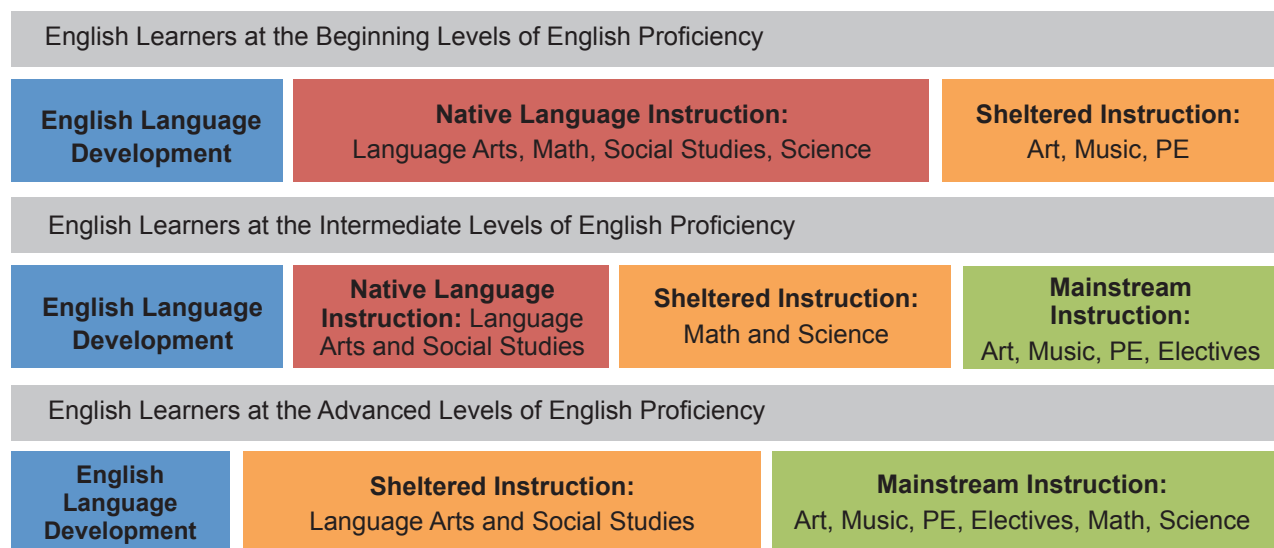 English Learners at the Beginning Levels of English Proficiency
English Language
Development
Native Language Instruction:
Language Arts, Math, Social Studies, Science
Sheltered Instruction:
Art, Music, PE
English Learners at the Intermediate Levels of English Proficiency
English Language
Development
Native Language
Instruction: Language
Arts and Social Studies
Sheltered Instruction:
Math and Science
Mainstream
Instruction:
Art, Music, PE, Electives
English Learners at the Advanced Levels of English Proficiency
English
Language
Development
Sheltered Instruction:
Language Arts and Social Studies
Mainstream Instruction:
Art, Music, PE, Electives, Math, Science